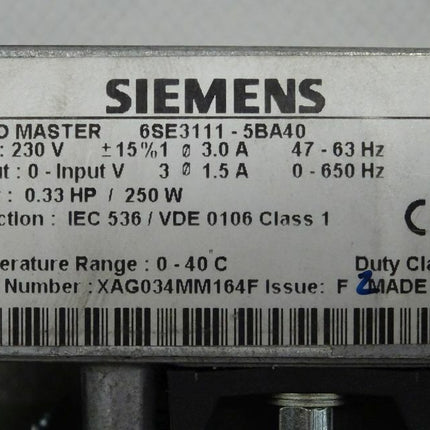 SIEMENS
O MASTER 6SE3111 - 5BA40
: 230 V ±15% 1 ø 3.0 A 47 - 63 Hz
ut : 0 - Input V 3 Ø 1.5 A 0 - 650 Hz
: 0.33 HP / 250 W
ction : IEC 536 / VDE 0106 Class 1
erature Range : 0 - 40 C Duty Cla
Number : XAG034MM164F Issue: F 2 MADE